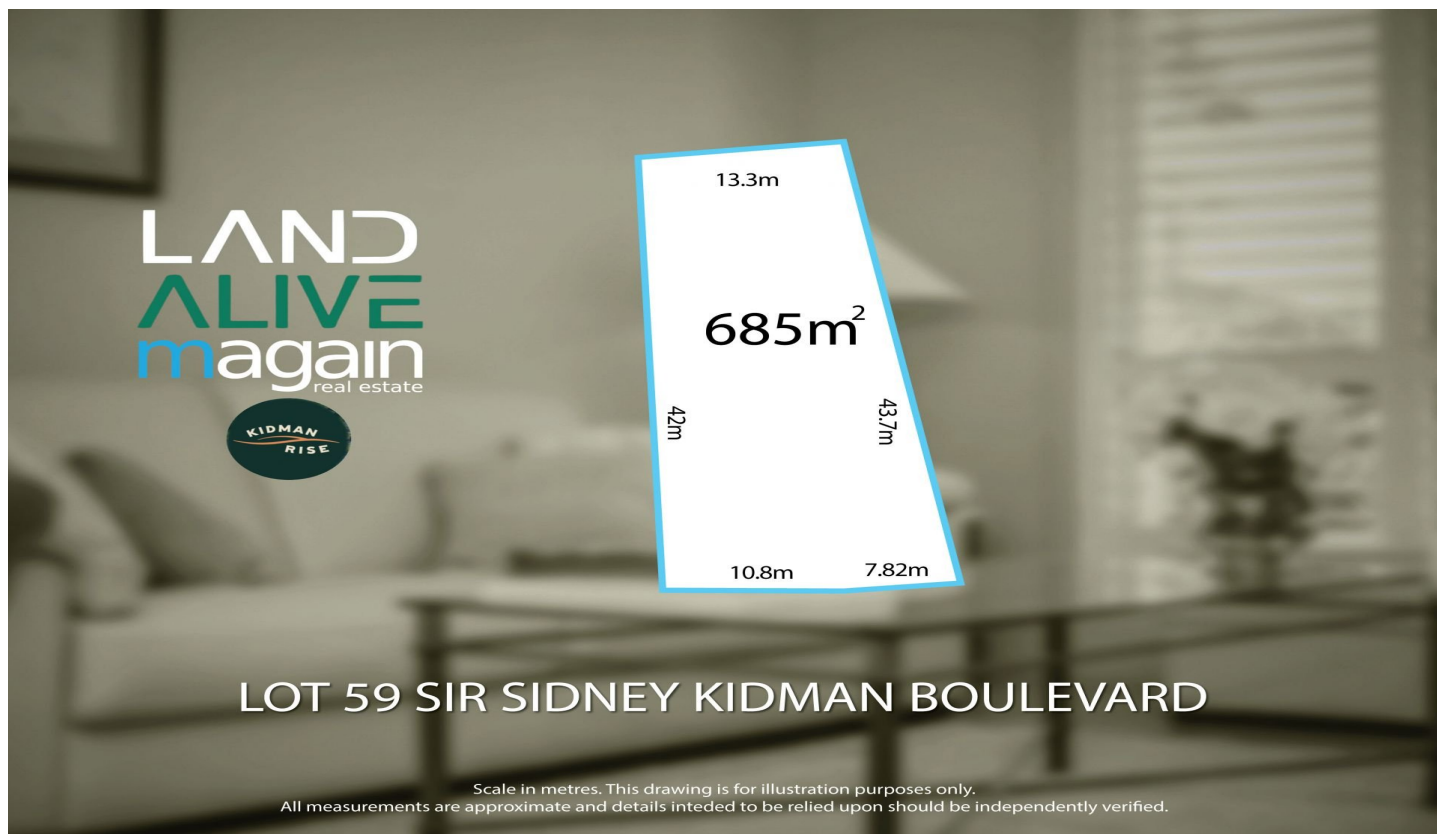 LAND
ALIVE
magain
real estate
KIDMAN
RISE
13.3m
685m²
42m
43.7m
10.8m
7.82m
LOT 59 SIR SIDNEY KIDMAN BOULEVARD
Scale in metres. This drawing is for illustration purposes only.
All measurements are approximate and details inteded to be relied upon should be independently verified.